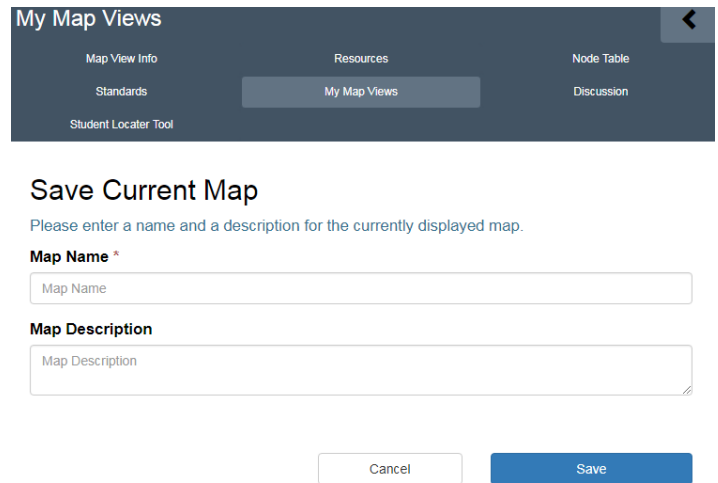 My Map Views
Map View Info Resources Node Table
Standards My Map Views Discussion
Student Locater Tool
Save Current Map
Please enter a name and a description for the currently displayed map.
Map Name *
Map Name
Map Description
Map Description
Cancel Save